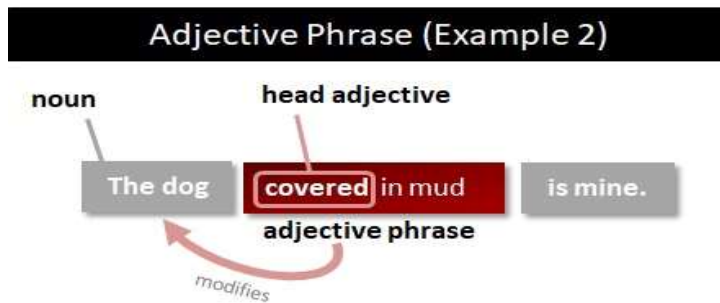 Adjective Phrase (Example 2)
noun
head adjective
The dog covered in mud is mine.
adjective phrase
modifies